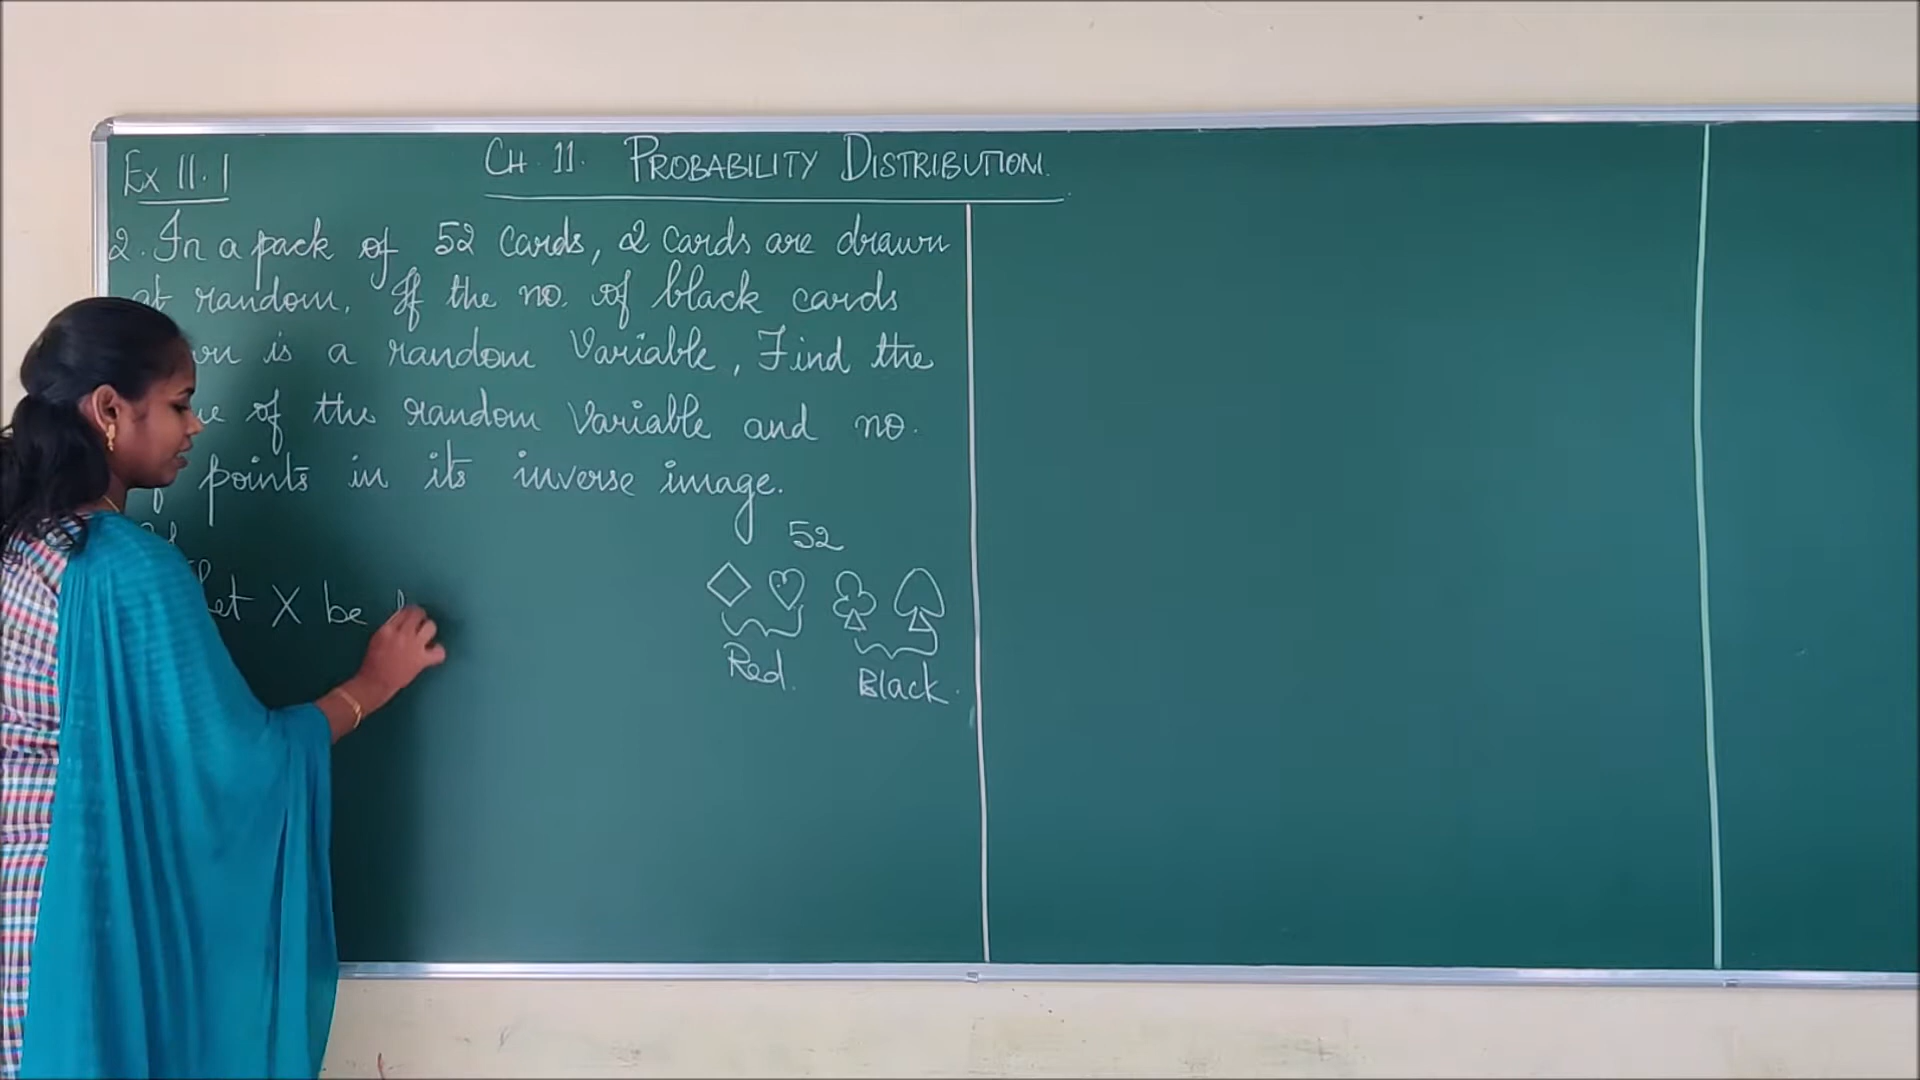 Ex 11.1
CH. 11. PROBABILITY DISTRIBUTION.
2. In a pack of 52 Cards, 2 Cards are drawn
at random. If the no. of black cards
is a random Variable, Find the
of the random Variable and no.
points in its inverse image.
52
Red. Black.
X be